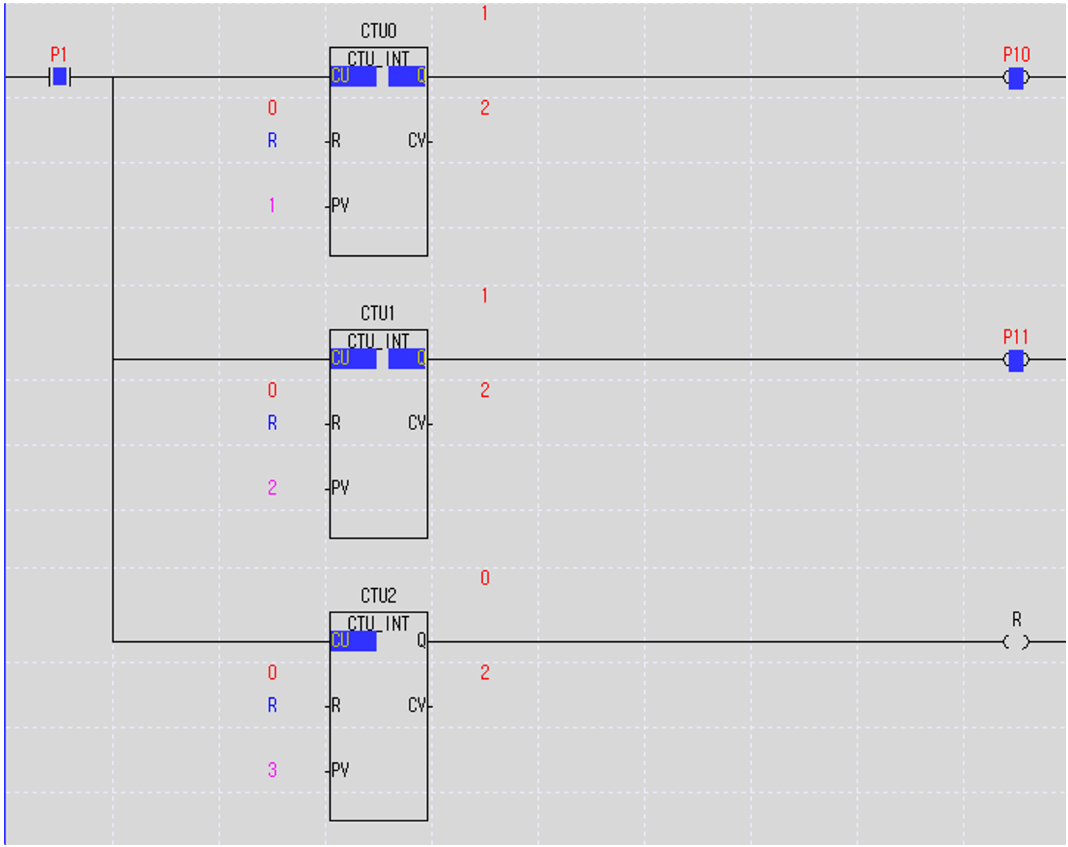 1
CTU0
P1
CTU_INT
P10
CU Q
0 2
R R CV
1 PV
1
CTU1
CTU_INT
P11
CU Q
0 2
R R CV
2 PV
0
CTU2
CTU_INT
R
CU Q
0 2
R R CV
3 PV